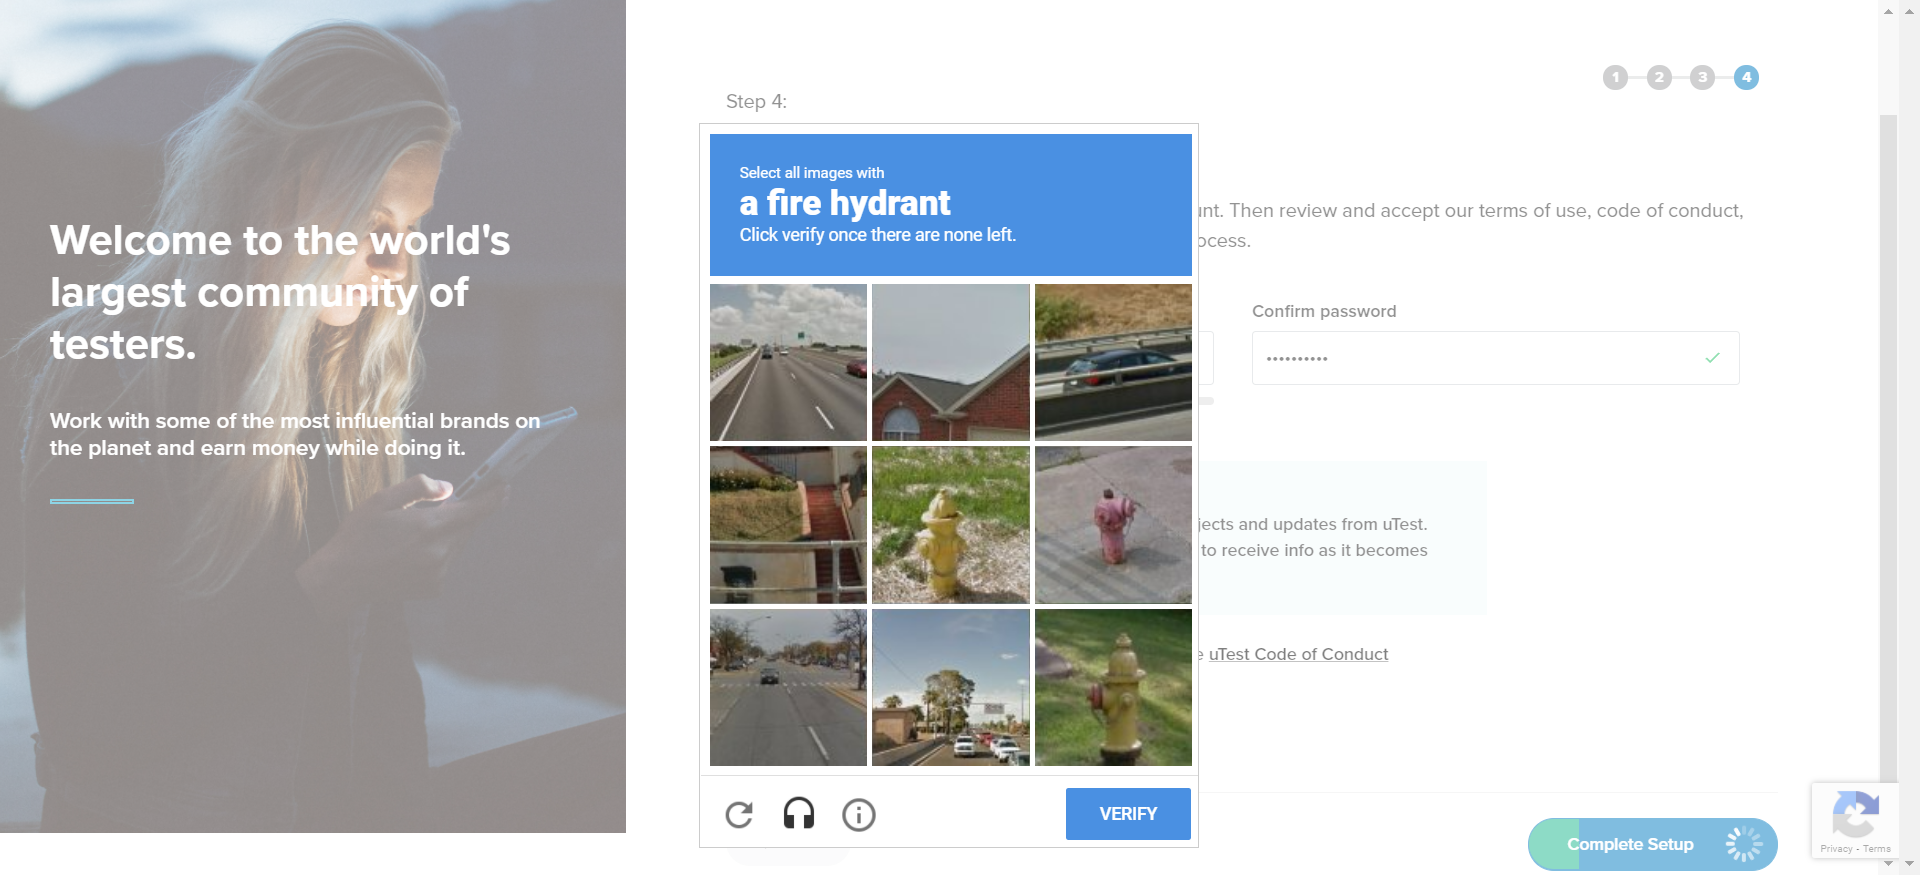 Welcome to the world's
largest community of
testers.
Work with some of the most influential brands on
the planet and earn money while doing it.
1 2 3 4
Step 4:
Select all images with
a fire hydrant
Click verify once there are none left.
VERIFY
unt. Then review and accept our terms of use, code of conduct,
ocess.
Confirm password
jects and updates from uTest.
to receive info as it becomes
e uTest Code of Conduct
Complete Setup
Privacy - Terms